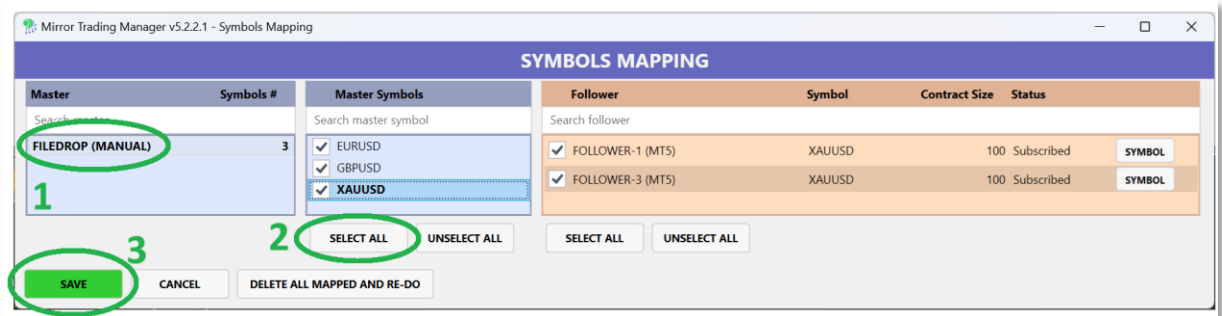 Mirror Trading Manager v5.2.2.1 - Symbols Mapping
SYMBOLS MAPPING
Master Symbols # Master Symbols Follower Symbol Contract Size Status
Search master Search master symbol Search follower
FILEDROP (MANUAL) 3
EURUSD
GBPUSD
XAUUSD
FOLLOWER-1 (MT5) XAUUSD 100 Subscribed SYMBOL
FOLLOWER-3 (MT5) XAUUSD 100 Subscribed SYMBOL
1
2
SELECT ALL UNSELECT ALL SELECT ALL UNSELECT ALL
3
SAVE CANCEL DELETE ALL MAPPED AND RE-DO